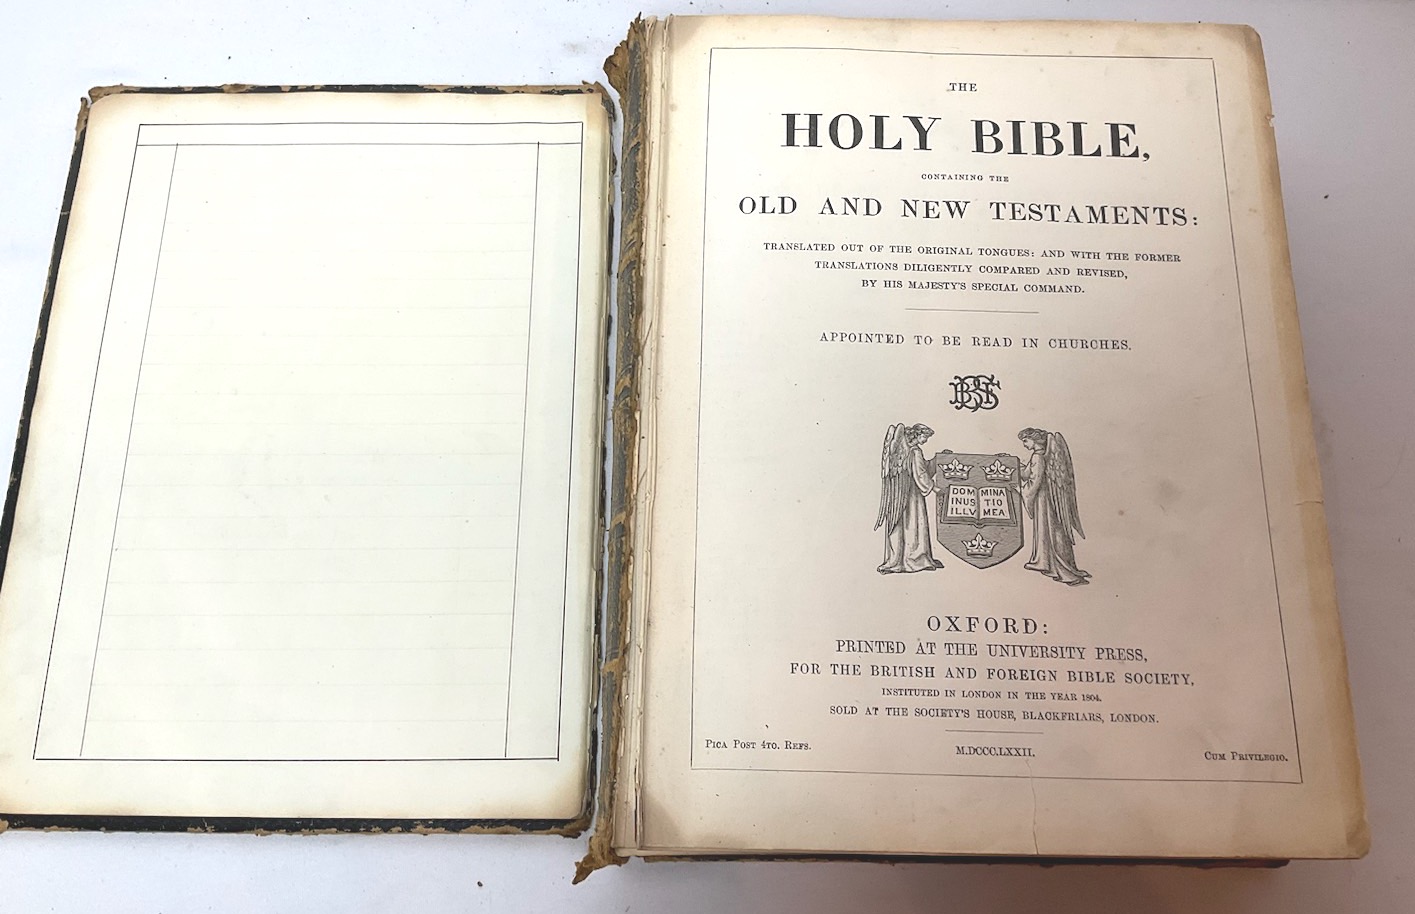 THE
HOLY BIBLE,
CONTAINING THE
OLD AND NEW TESTAMENTS:
TRANSLATED OUT OF THE ORIGINAL TONGUES: AND WITH THE FORMER
TRANSLATIONS DILIGENTLY COMPARED AND REVISED,
BY HIS MAJESTY'S SPECIAL COMMAND.
APPOINTED TO BE READ IN CHURCHES.
BFBS
DOM MINA
INUS TIO
ILLV MEA
OXFORD:
PRINTED AT THE UNIVERSITY PRESS,
FOR THE BRITISH AND FOREIGN BIBLE SOCIETY,
INSTITUTED IN LONDON IN THE YEAR 1804.
SOLD AT THE SOCIETY'S HOUSE, BLACKFRIARS, LONDON.
PICA POST 4TO. REFS. M.DCCC.LXXII. CUM PRIVILEGIO.